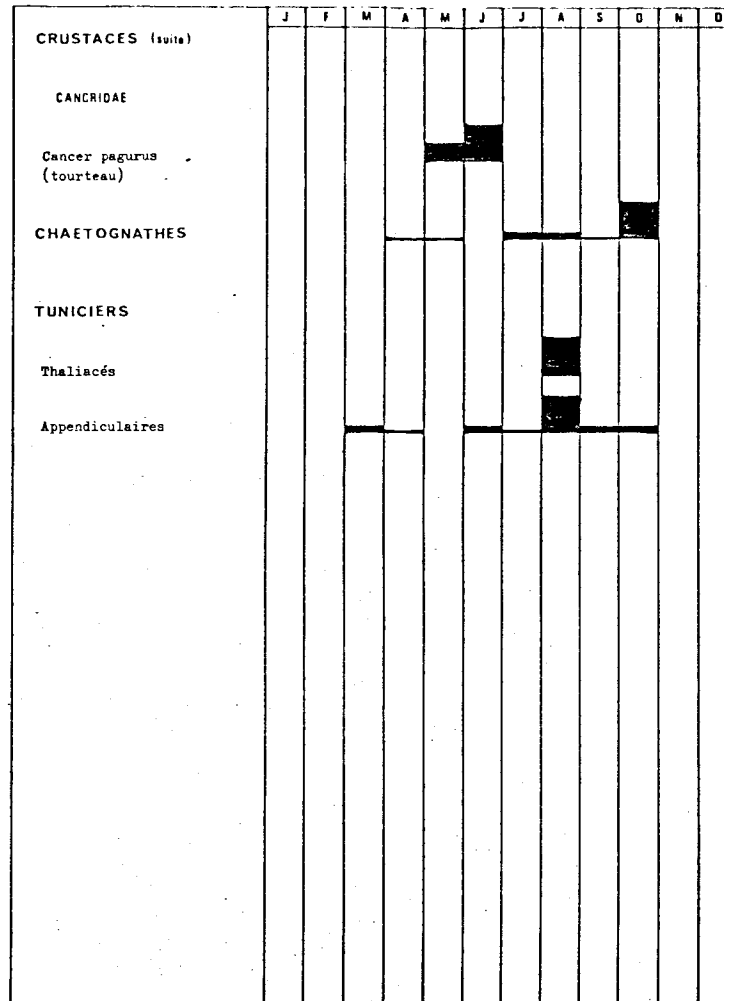 J F M A M J J A S O N D
CRUSTACES (suite)
CANCRIDAE
Cancer pagurus
(tourteau)
CHAETOGNATHES
TUNICIERS
Thaliacés
Appendiculaires